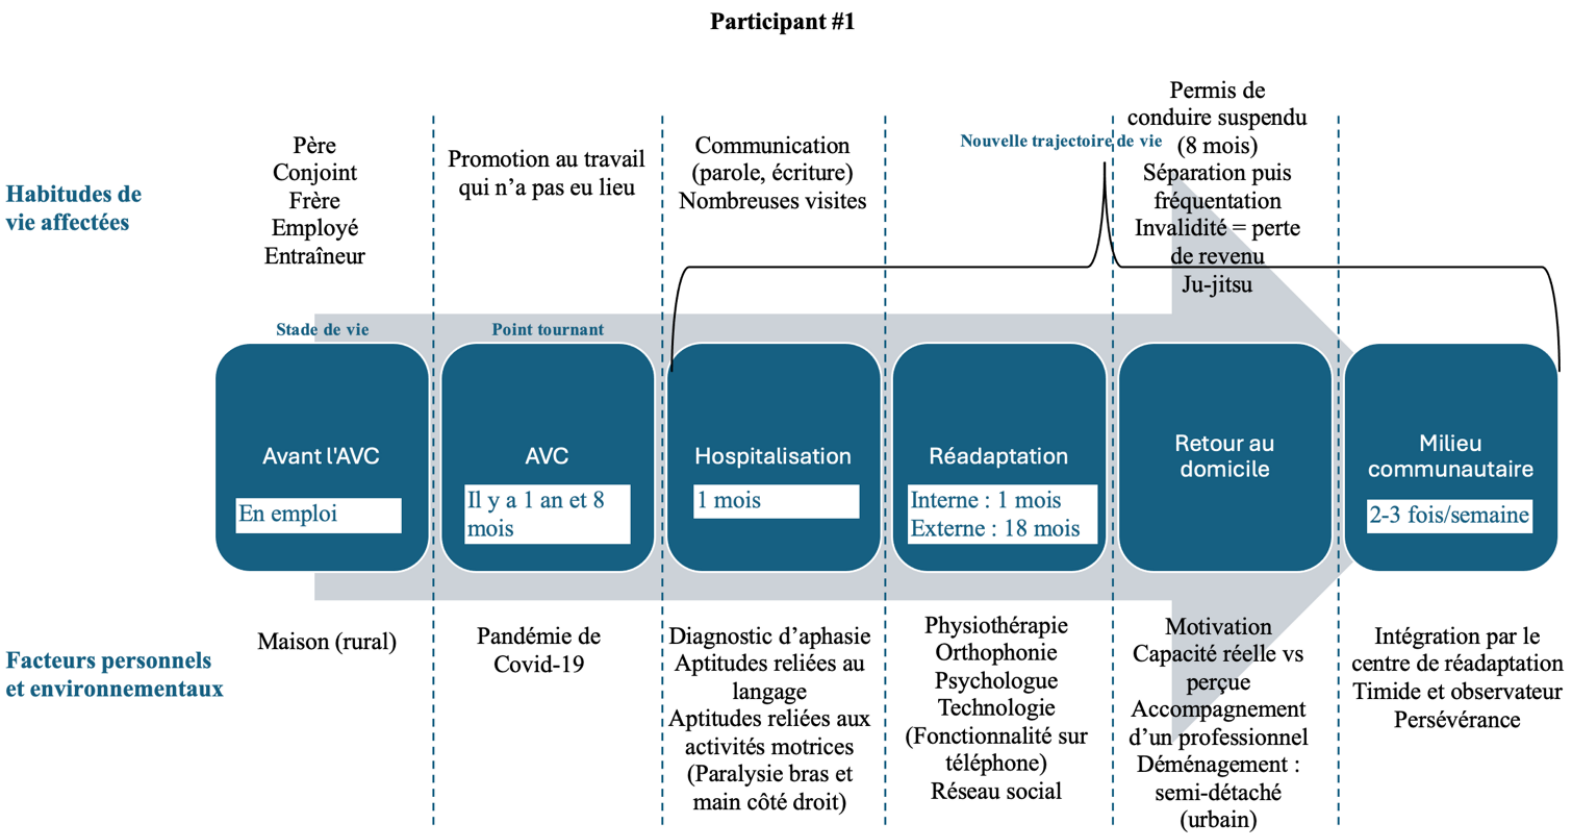 Participant #1
Habitudes de
vie affectées
Père
Conjoint
Frère
Employé
Entraîneur
Promotion au travail
qui n’a pas eu lieu
Communication
(parole, écriture)
Nombreuses visites
Nouvelle trajectoire de vie
Permis de
conduire suspendu
(8 mois)
Séparation puis
fréquentation
Invalidité = perte
de revenu
Ju-jitsu
Stade de vie
Point tournant
Avant l'AVC
En emploi
AVC
Il y a 1 an et 8
mois
Hospitalisation
1 mois
Réadaptation
Interne : 1 mois
Externe : 18 mois
Retour au
domicile
Milieu
communautaire
2-3 fois/semaine
Facteurs personnels
et environnementaux
Maison (rural)
Pandémie de
Covid-19
Diagnostic d’aphasie
Aptitudes reliées au
langage
Aptitudes reliées aux
activités motrices
(Paralysie bras et
main côté droit)
Physiothérapie
Orthophonie
Psychologue
Technologie
(Fonctionnalité sur
téléphone)
Réseau social
Motivation
Capacité réelle vs
perçue
Accompagnement
d’un professionnel
Déménagement :
semi-détaché
(urbain)
Intégration par le
centre de réadaptation
Timide et observateur
Persévérance